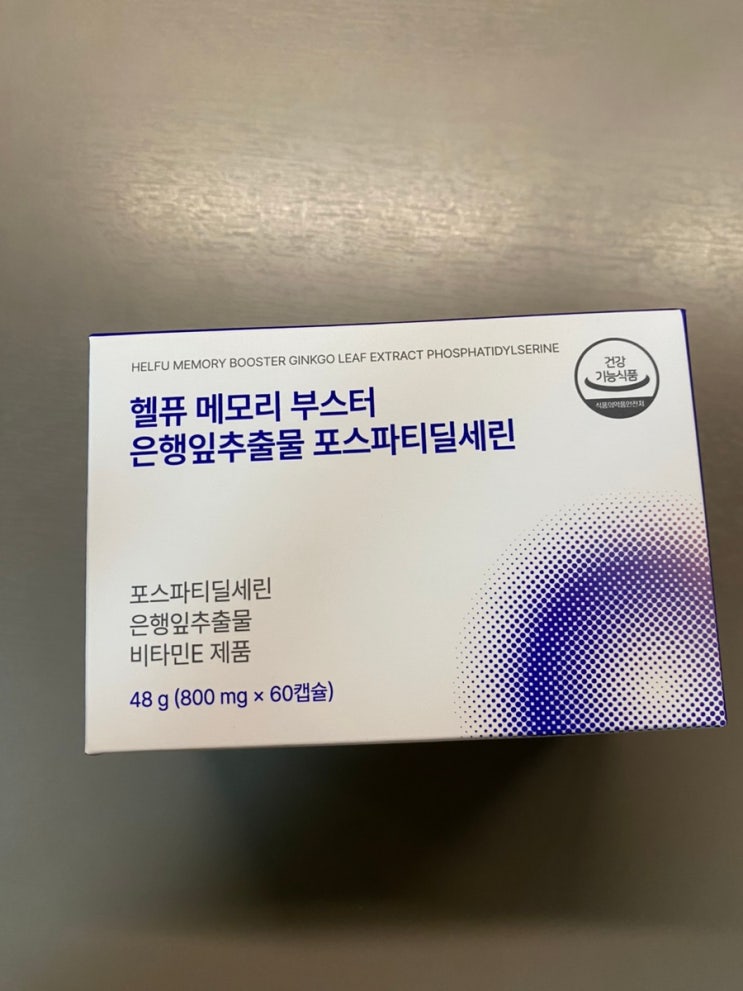 HELFU MEMORY BOOSTER GINKGO LEAF EXTRACT PHOSPHATIDYLSERINE
헬퓨 메모리 부스터
은행잎추출물 포스파티딜세린
건강
기능식품
식품의약품안전처
포스파티딜세린
은행잎추출물
비타민E 제품
48 g (800 mg × 60캡슐)